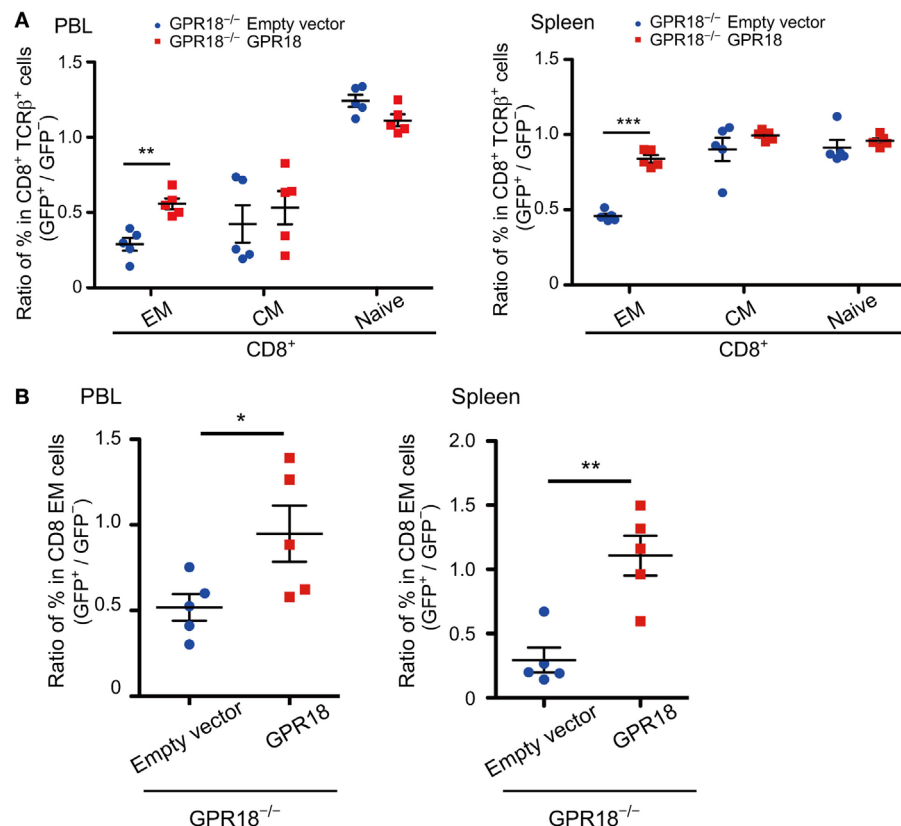 A
PBL
GPR18⁻/⁻ Empty vector
GPR18⁻/⁻ GPR18
Ratio of % in CD8⁺ TCRβ⁺ cells
(GFP⁺ / GFP⁻)
1.5
1.0
0.5
0
**
EM
CM
Naive
CD8⁺
Spleen
GPR18⁻/⁻ Empty vector
GPR18⁻/⁻ GPR18
Ratio of % in CD8⁺ TCRβ⁺ cells
(GFP⁺ / GFP⁻)
1.5
1.0
0.5
0
***
EM
CM
Naive
CD8⁺
B
PBL
Ratio of % in CD8 EM cells
(GFP⁺ / GFP⁻)
1.5
1.0
0.5
0
*
Empty vector
GPR18
GPR18⁻/⁻
Spleen
Ratio of % in CD8 EM cells
(GFP⁺ / GFP⁻)
2.0
1.5
1.0
0.5
0
**
Empty vector
GPR18
GPR18⁻/⁻